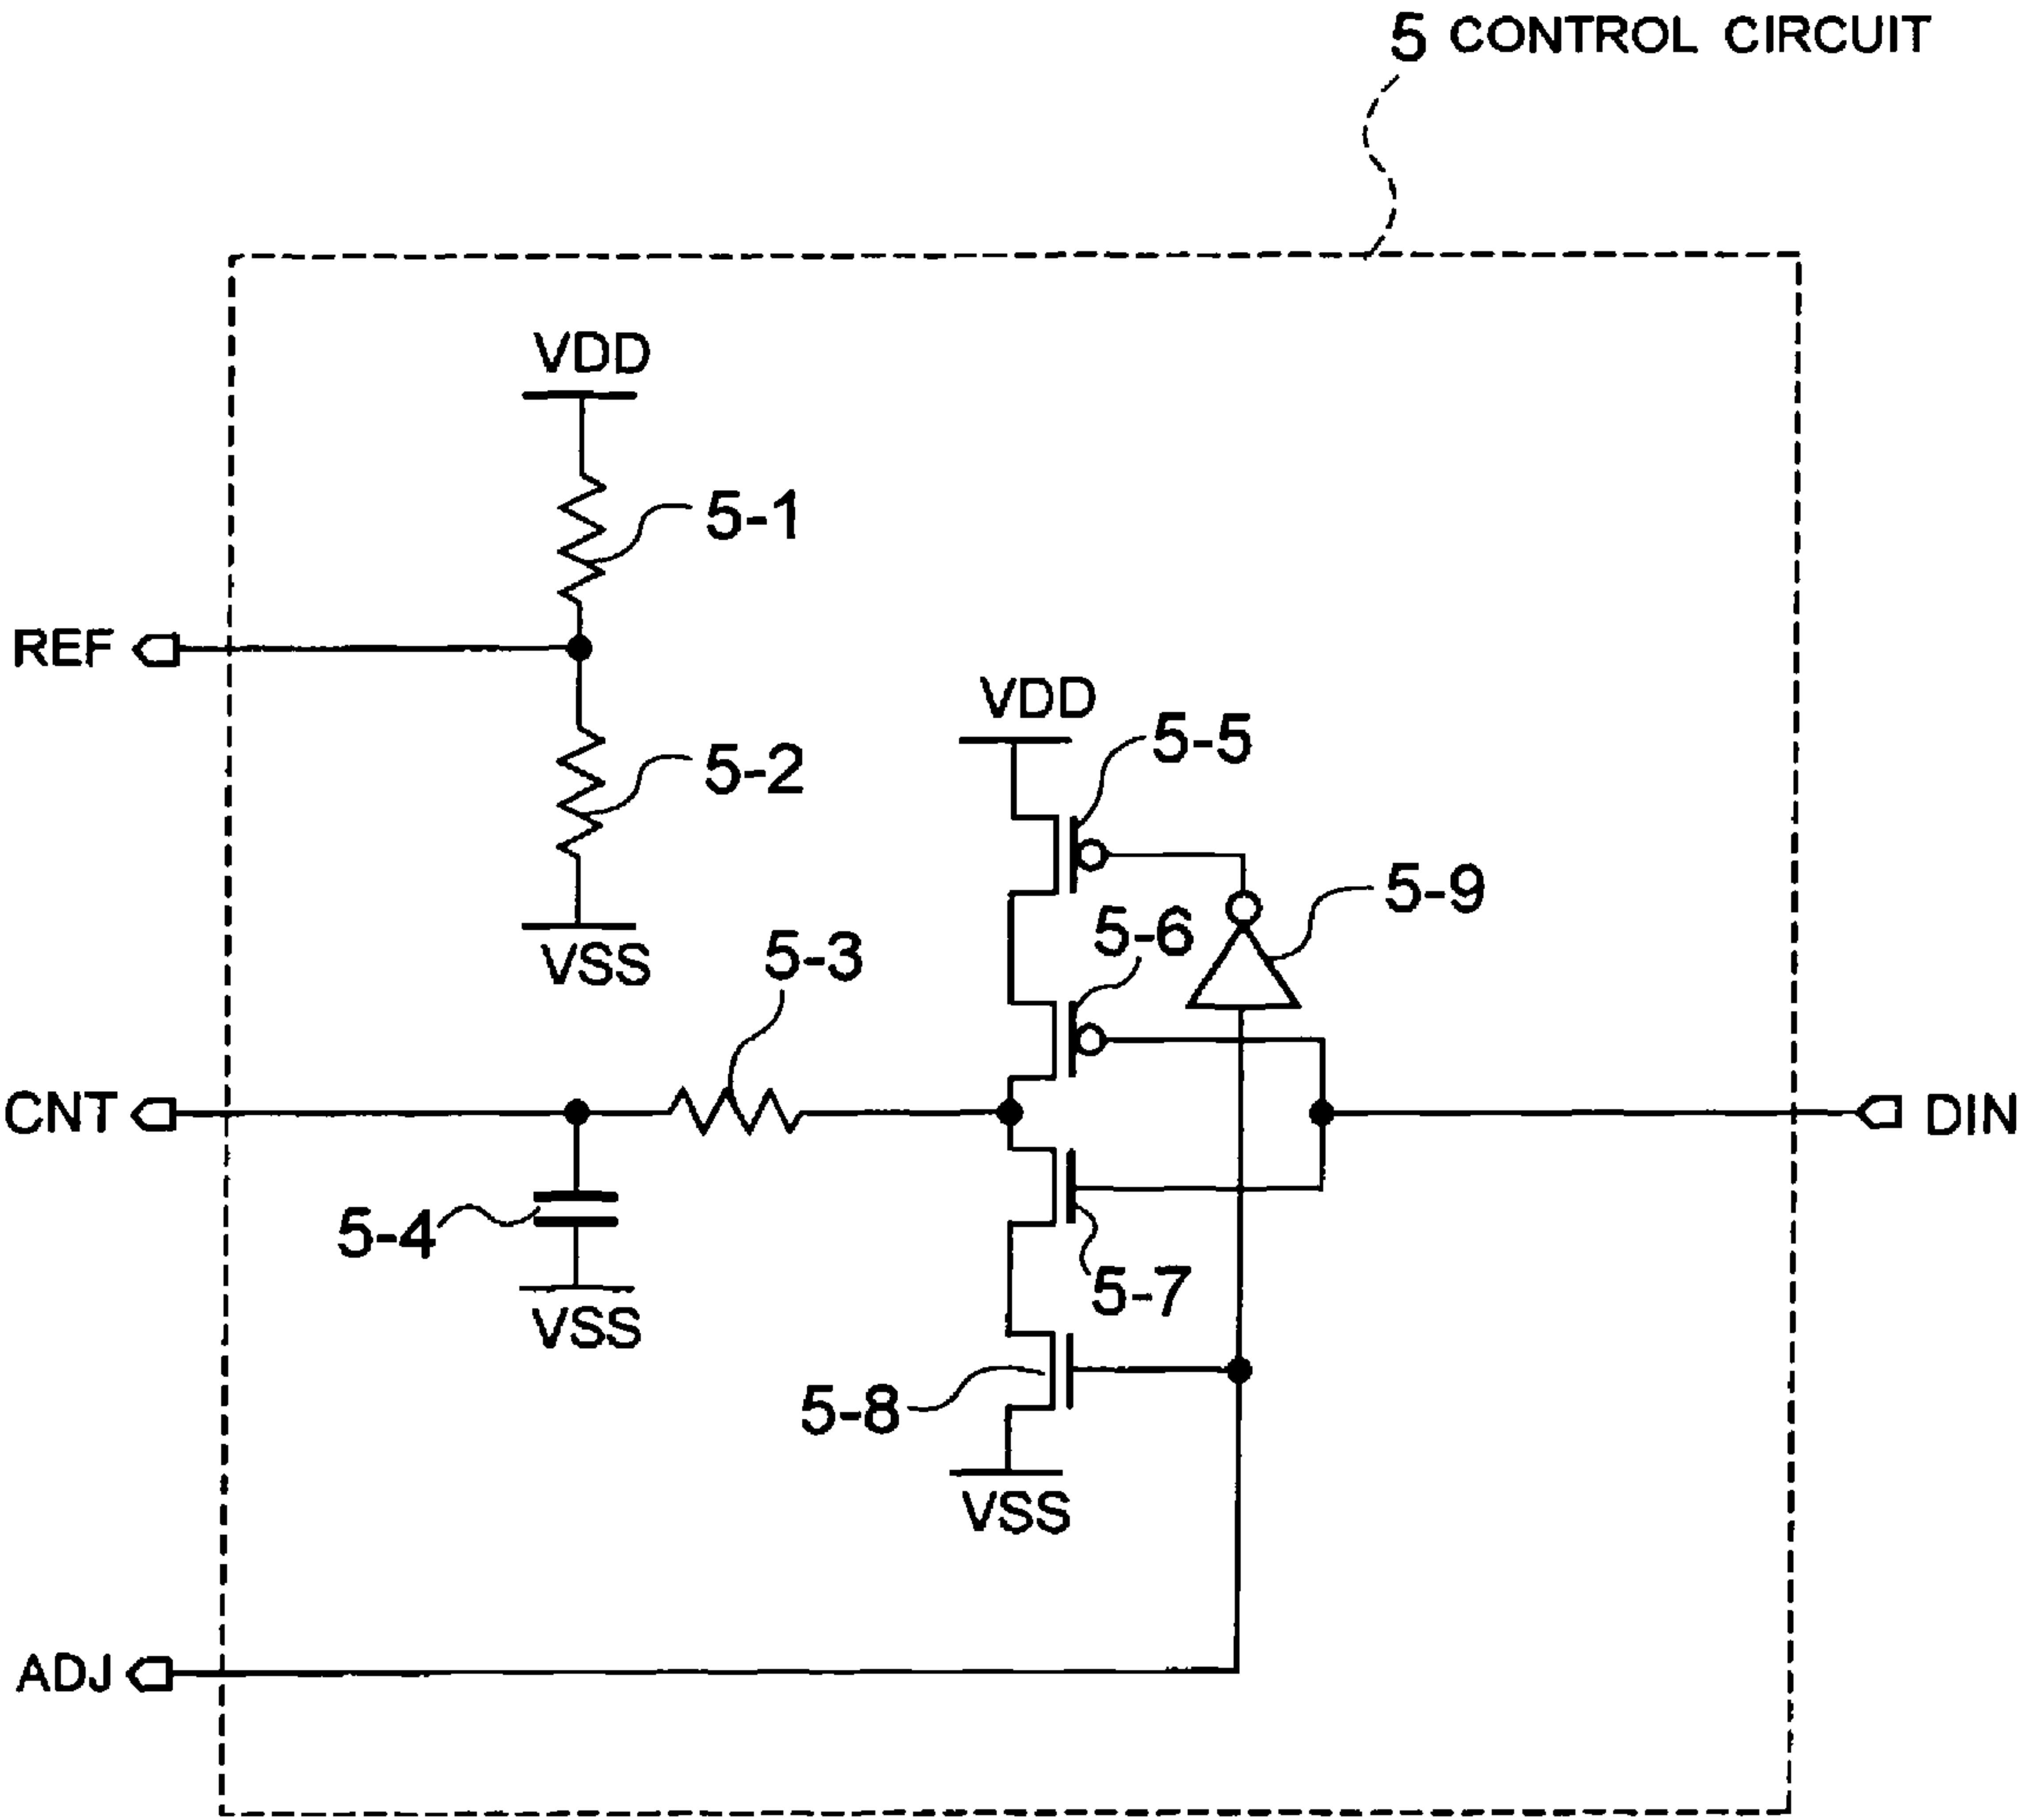 5 CONTROL CIRCUIT
VDD
5-1
REF
5-2
VDD
5-5
5-9
5-6
VSS
5-3
CNT
DIN
5-4
5-7
VSS
5-8
VSS
ADJ